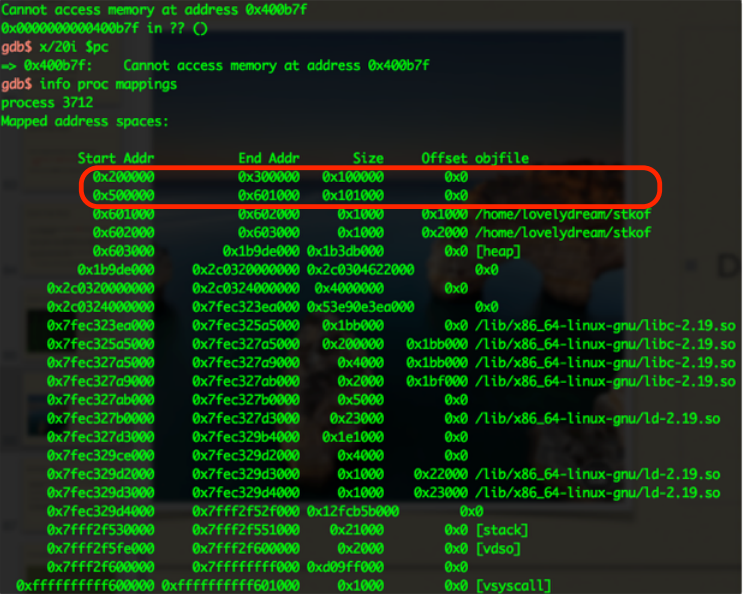 Cannot access memory at address 0x400b7f
0x0000000000400b7f in ?? ()
gdb$ x/20i $pc
=> 0x400b7f: Cannot access memory at address 0x400b7f
gdb$ info proc mappings
process 3712
Mapped address spaces:
Start Addr End Addr Size Offset objfile
0x200000 0x300000 0x100000 0x0
0x500000 0x601000 0x101000 0x0
0x601000 0x602000 0x1000 0x1000 /home/lovelydream/stkof
0x602000 0x603000 0x1000 0x2000 /home/lovelydream/stkof
0x603000 0x1b9de000 0x1b3db000 0x0 [heap]
0x1b9de000 0x2c0320000000 0x2c0304622000 0x0
0x2c0320000000 0x2c0324000000 0x4000000 0x0
0x2c0324000000 0x7fec323ea000 0x53e90e3ea000 0x0
0x7fec323ea000 0x7fec325a5000 0x1bb000 0x0 /lib/x86_64-linux-gnu/libc-2.19.so
0x7fec325a5000 0x7fec327a5000 0x200000 0x1bb000 /lib/x86_64-linux-gnu/libc-2.19.so
0x7fec327a5000 0x7fec327a9000 0x4000 0x1bb000 /lib/x86_64-linux-gnu/libc-2.19.so
0x7fec327a9000 0x7fec327ab000 0x2000 0x1bf000 /lib/x86_64-linux-gnu/libc-2.19.so
0x7fec327ab000 0x7fec327b0000 0x5000 0x0
0x7fec327b0000 0x7fec327d3000 0x23000 0x0 /lib/x86_64-linux-gnu/ld-2.19.so
0x7fec327d3000 0x7fec329b4000 0x1e1000 0x0
0x7fec329ce000 0x7fec329d2000 0x4000 0x0
0x7fec329d2000 0x7fec329d3000 0x1000 0x22000 /lib/x86_64-linux-gnu/ld-2.19.so
0x7fec329d3000 0x7fec329d4000 0x1000 0x23000 /lib/x86_64-linux-gnu/ld-2.19.so
0x7fec329d4000 0x7fff2f52f000 0x12fcb5b000 0x0
0x7fff2f530000 0x7fff2f551000 0x21000 0x0 [stack]
0x7fff2f5fe000 0x7fff2f600000 0x2000 0x0 [vdso]
0x7fff2f600000 0x7ffffffff000 0xd09ff000 0x0
0xffffffffff600000 0xffffffffff601000 0x1000 0x0 [vsyscall]